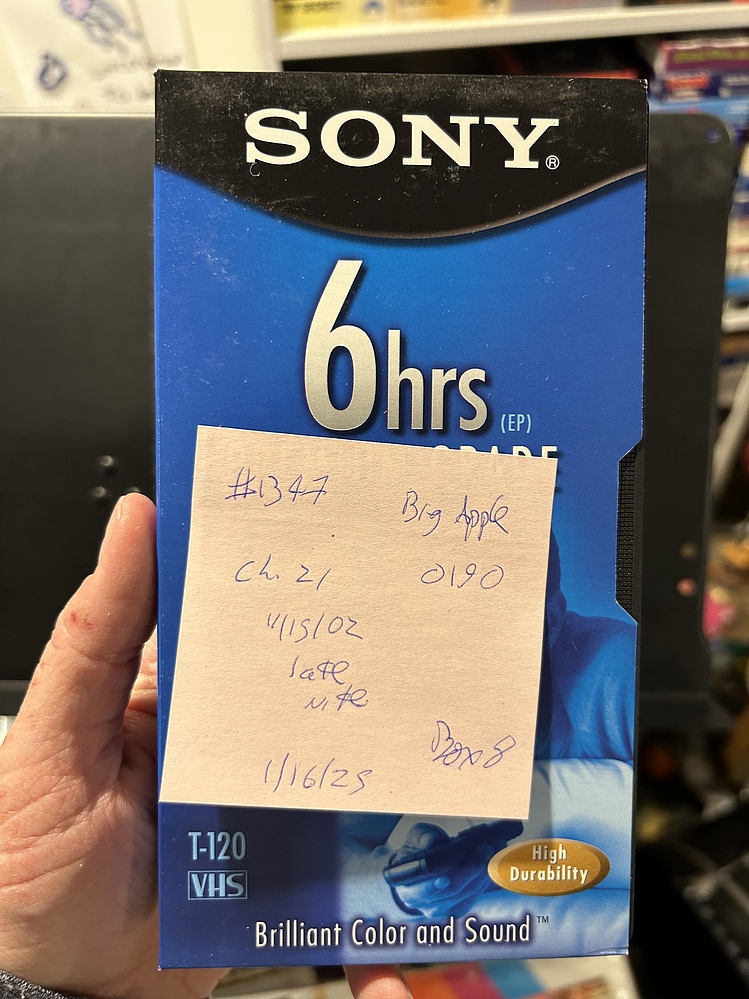 SONY®
6hrs (EP)
GRADE
#1347
Big Apple
Ch. 21
0190
4/15/02
late
nite
Box 8
1/16/25
T-120
VHS
High
Durability
Brilliant Color and Sound™